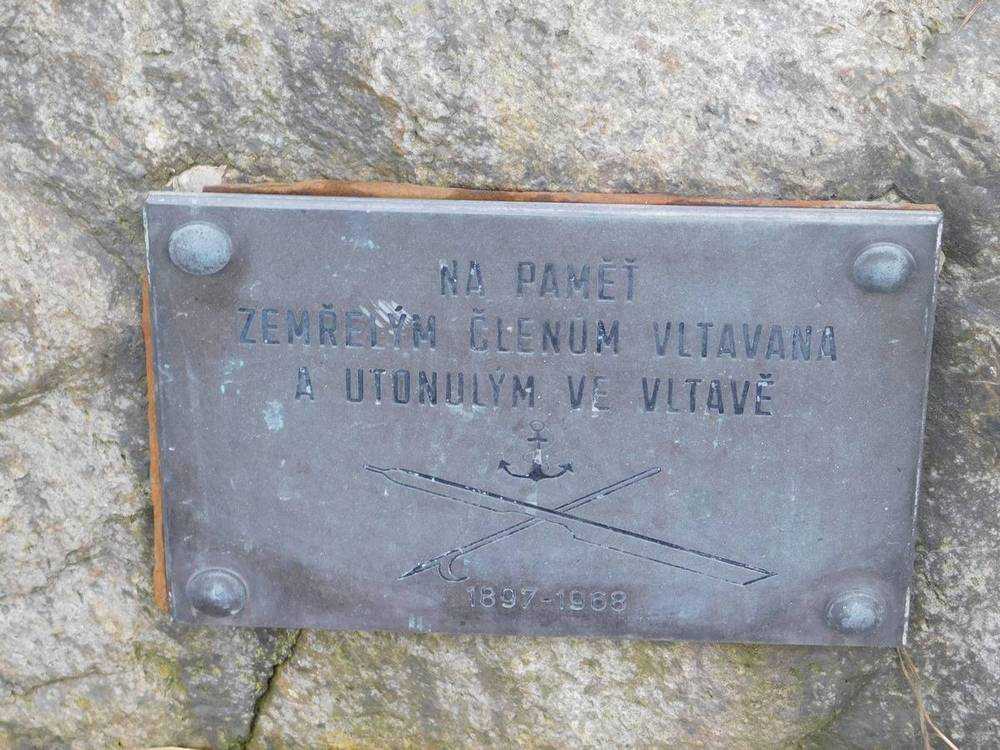 NA PAMĚŤ
ZEMŘELÝM ČLENŮM VLTAVANA
A UTONULÝM VE VLTAVĚ
1897-1968